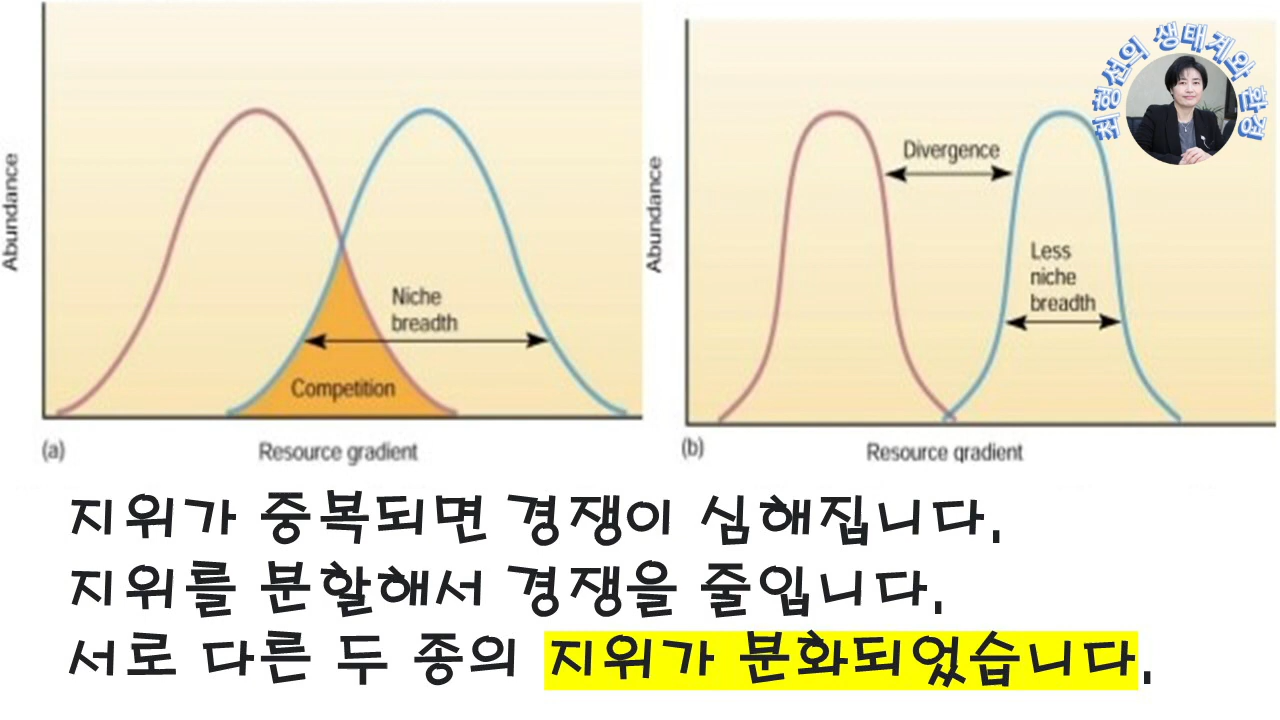 최형선의 생태계와 환경
Abundance
Niche
breadth
Competition
(a)
Resource gradient
Abundance
Divergence
Less
niche
breadth
(b)
Resource gradient
지위가 중복되면 경쟁이 심해집니다.
지위를 분할해서 경쟁을 줄입니다.
서로 다른 두 종의 지위가 분화되었습니다.